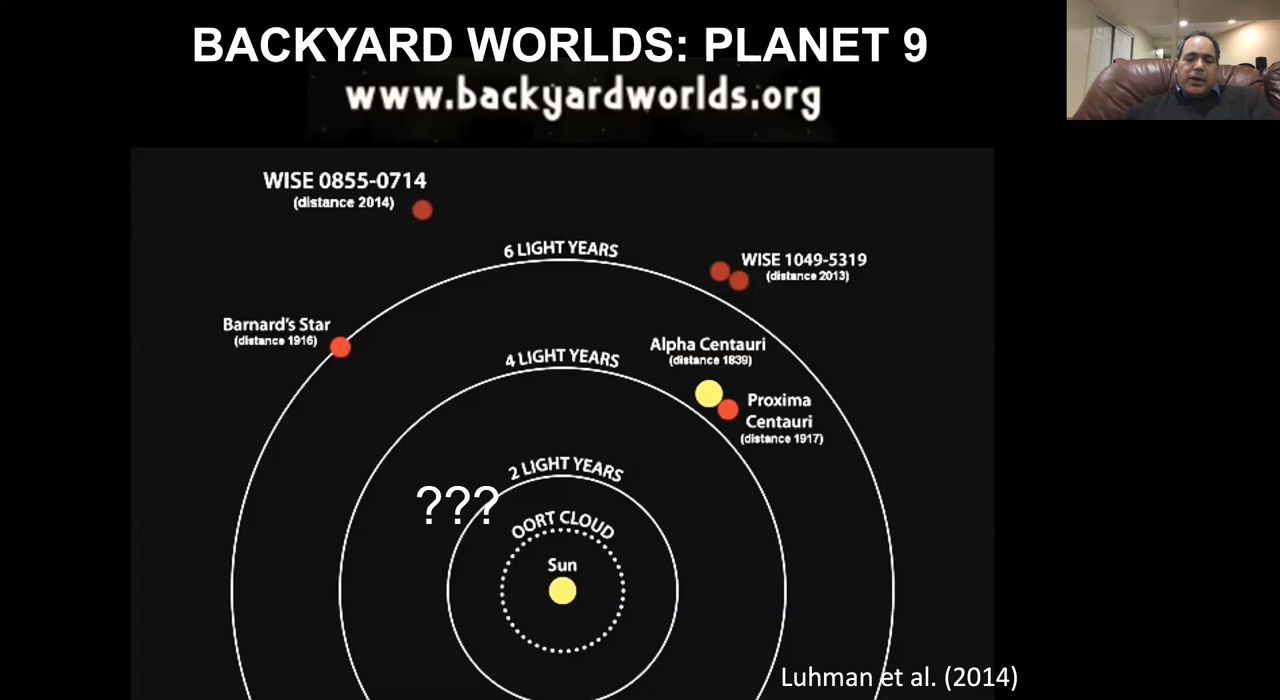 BACKYARD WORLDS: PLANET 9
www.backyardworlds.org
WISE 0855-0714
(distance 2014)
6 LIGHT YEARS
WISE 1049-5319
(distance 2013)
Barnard's Star
(distance 1916)
Alpha Centauri
(distance 1839)
4 LIGHT YEARS
Proxima
Centauri
(distance 1917)
2 LIGHT YEARS
???
OORT CLOUD
Sun
Luhman et al. (2014)